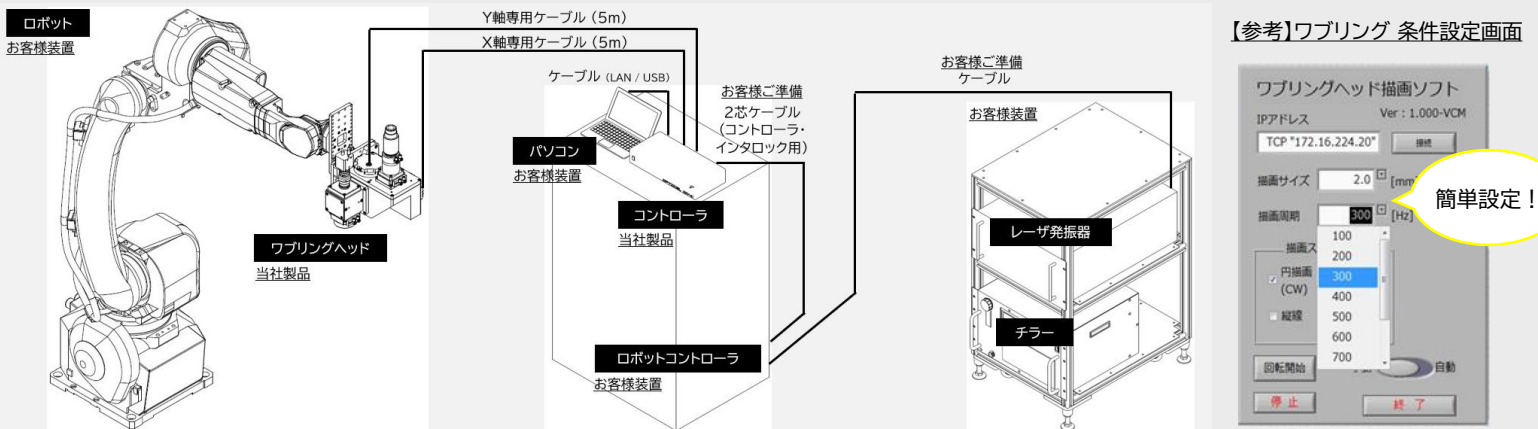 ロボット
お客様装置
Y軸専用ケーブル (5m)
X軸専用ケーブル (5m)
ケーブル (LAN / USB)
お客様ご準備
2芯ケーブル
(コントローラ・
インタロック用)
パソコン
お客様装置
コントローラ
当社製品
ワブリングヘッド
当社製品
ロボットコントローラ
お客様装置
お客様ご準備
ケーブル
お客様装置
レーザ発振器
チラー
【参考】ワブリング 条件設定画面
ワブリングヘッド描画ソフト
Ver : 1.000-VCM
IPアドレス
TCP "172.16.224.20"
接続
描画サイズ 2.0 [mm
簡単設定!
描画周期 300 [Hz]
100
200
300
400
500
600
700
描画ス
円描画
(CW)
縦線
回転開始
自動
停止
終了